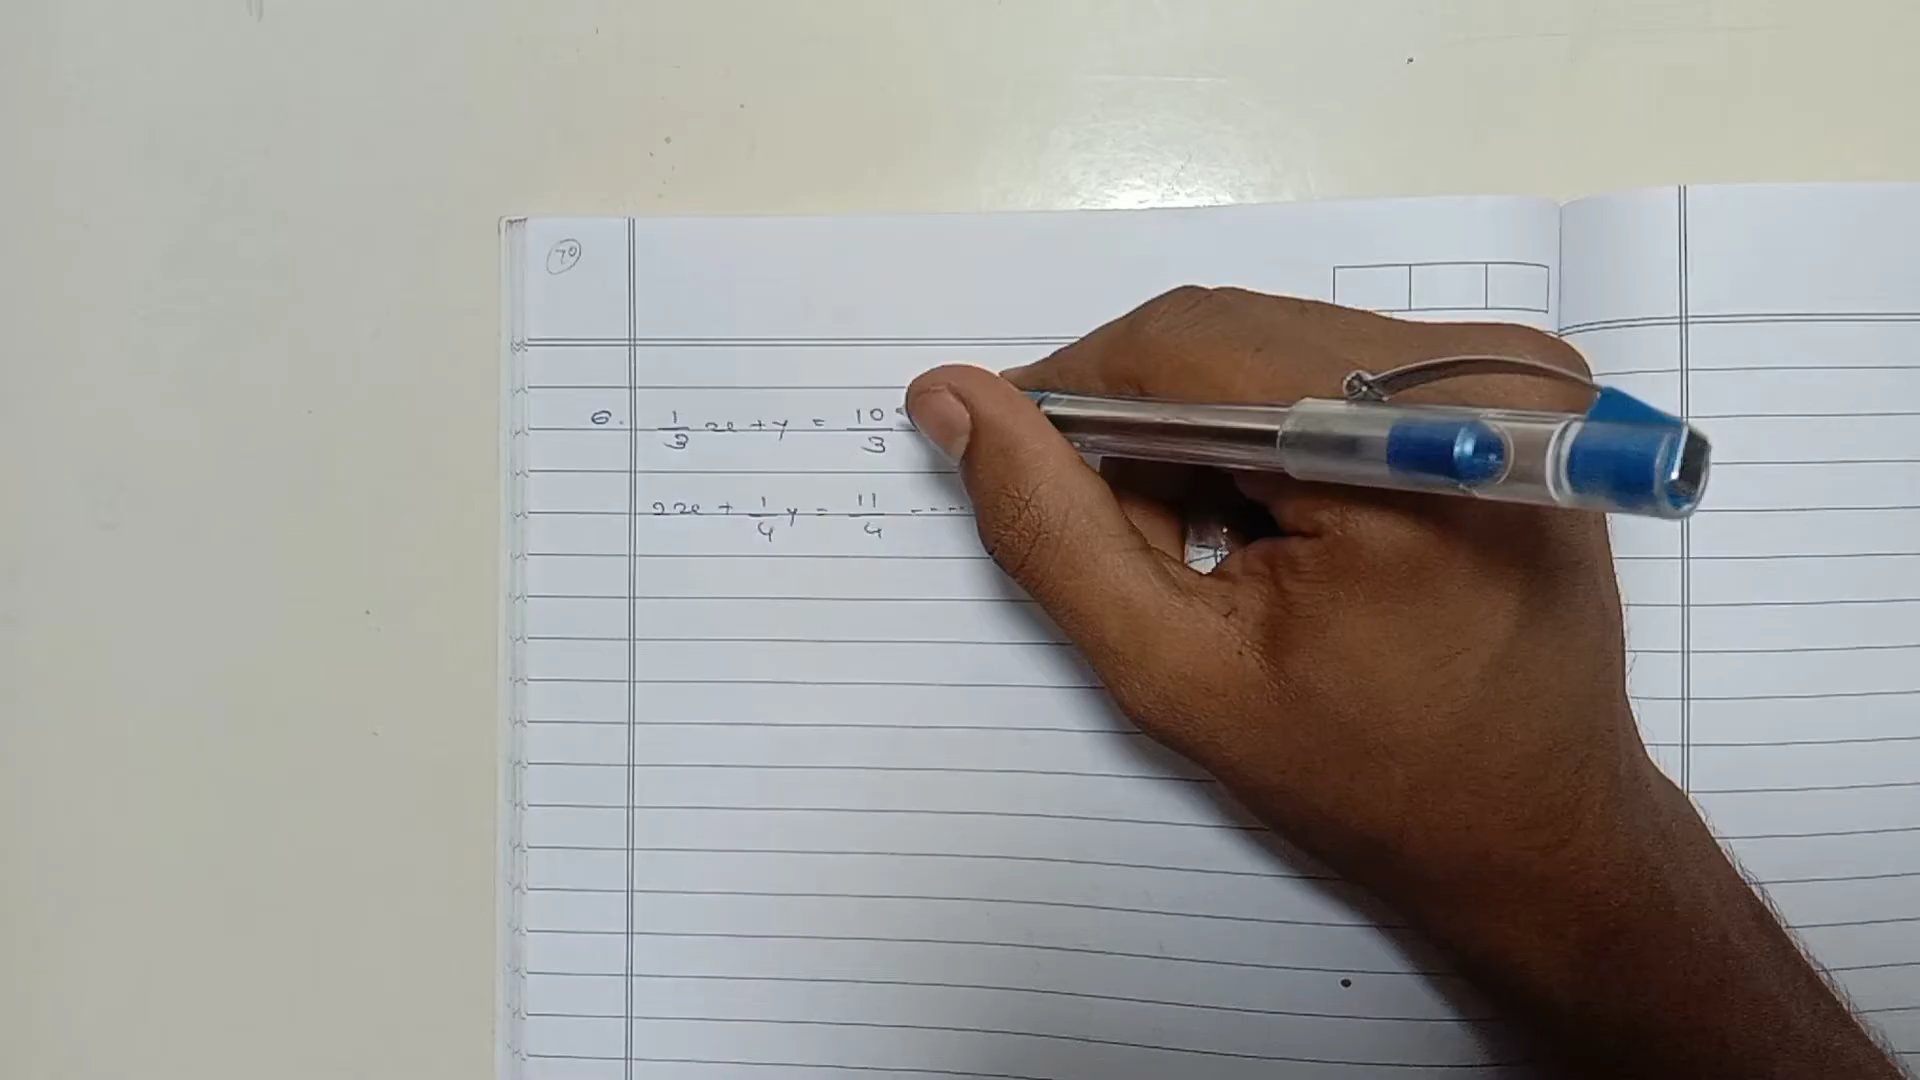 70
6. 1/3 x + y = 10/3
2x + 1/4 y = 11/4 ----